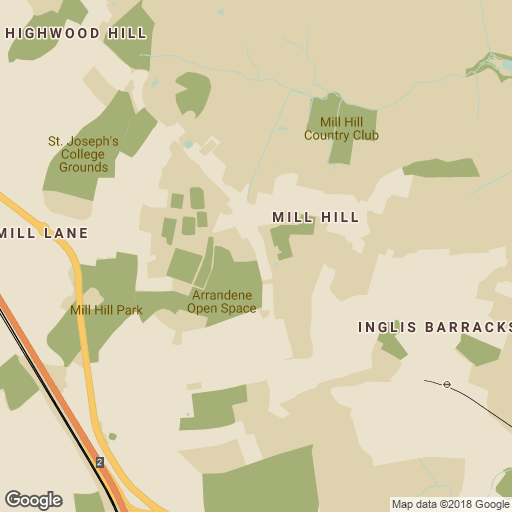 HIGHWOOD HILL
Mill Hill
Country Club
St. Joseph's
College
Grounds
MILL HILL
MILL LANE
Arrandene
Open Space
Mill Hill Park
INGLIS BARRACKS
2
Google
Map data ©2018 Google